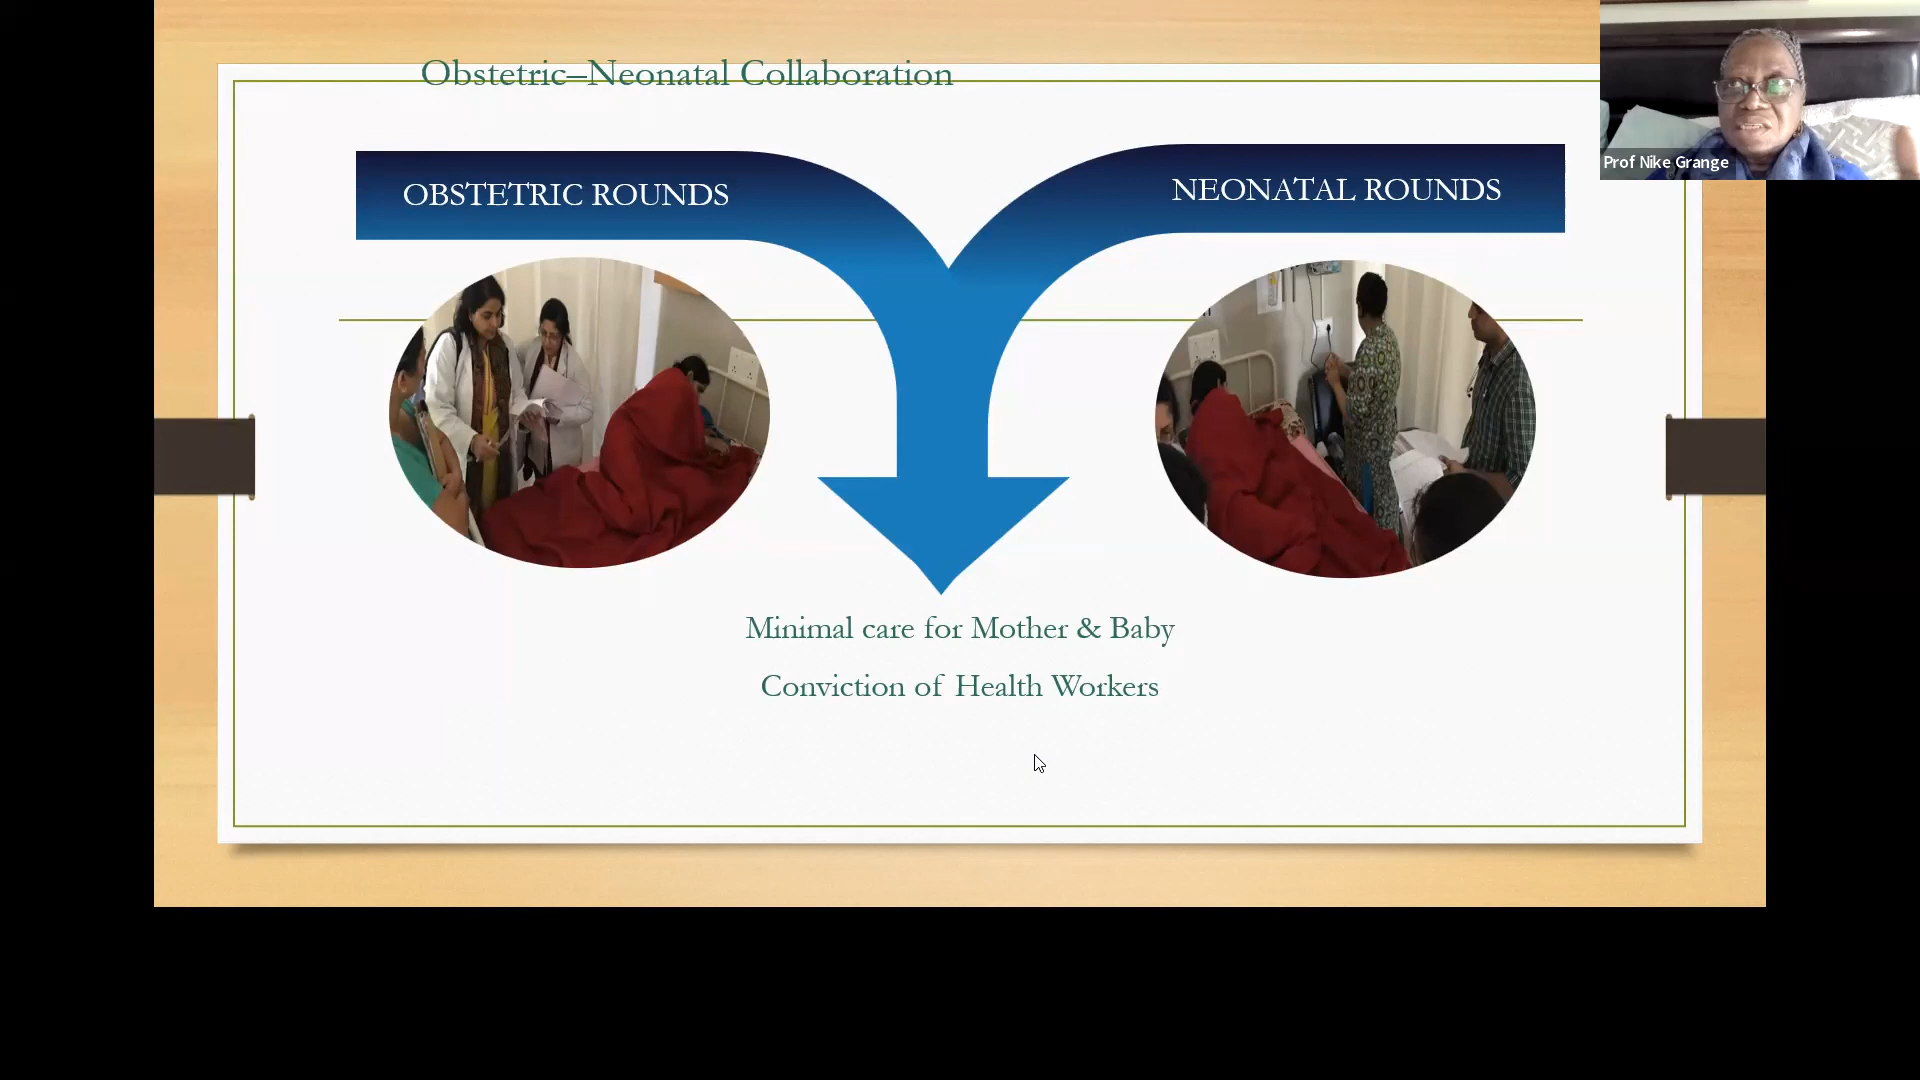 Obstetric–Neonatal Collaboration
Prof Nike Grange
OBSTETRIC ROUNDS
NEONATAL ROUNDS
Minimal care for Mother & Baby
Conviction of Health Workers